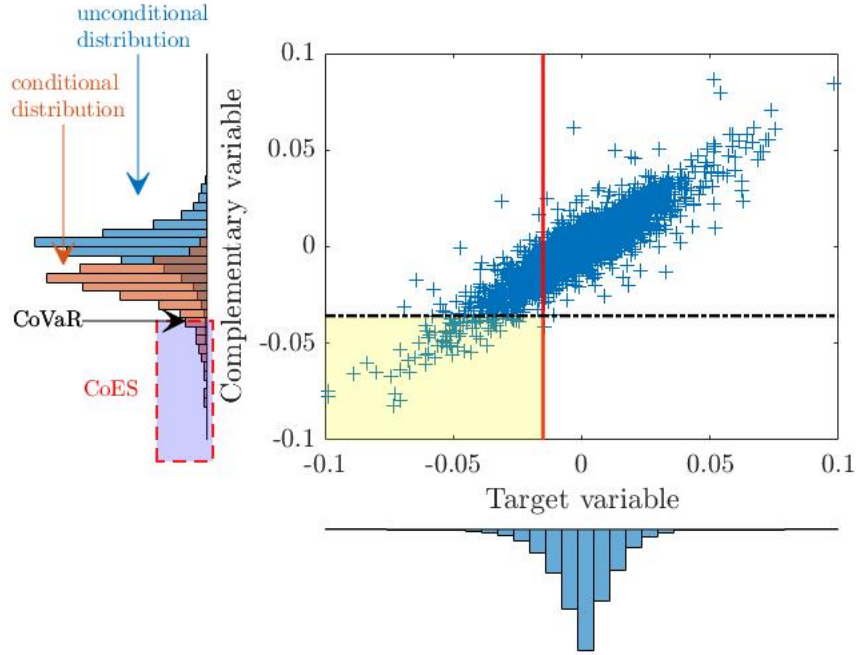 unconditional
distribution
conditional
distribution
CoVaR
CoES
Complementary variable
0.1
0.05
0
-0.05
-0.1
-0.1 -0.05 0 0.05 0.1
Target variable